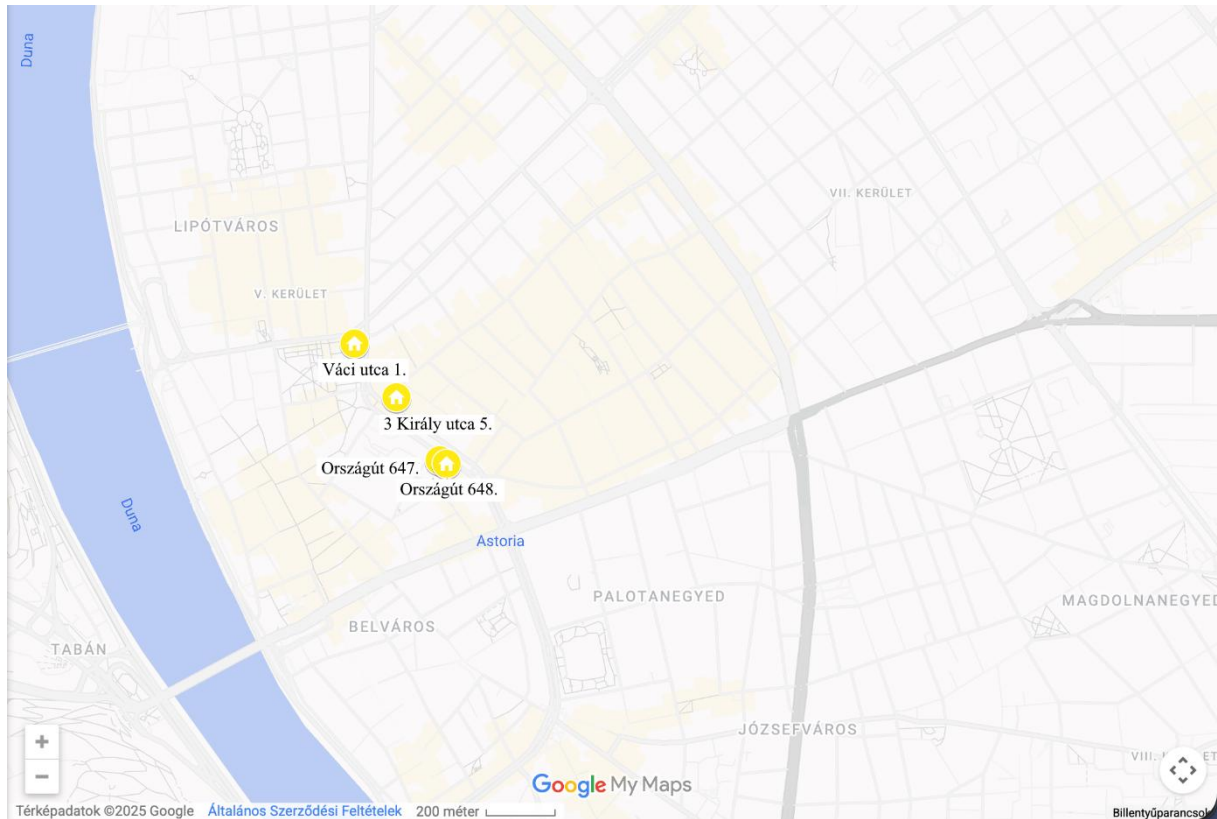 Duna
VII. KERÜLET
LIPÓTVÁROS
V. KERÜLET
Váci utca 1.
3 Király utca 5.
Országút 647.
Országút 648.
Duna
Astoria
PALOTANEGYED
MAGDOLNANEGYED
BELVÁROS
TABÁN
JÓZSEFVÁROS
VIII.
+
−
Google My Maps
Térképadatok ©2025 Google Általános Szerződési Feltételek 200 méter
Billentyűparancsok